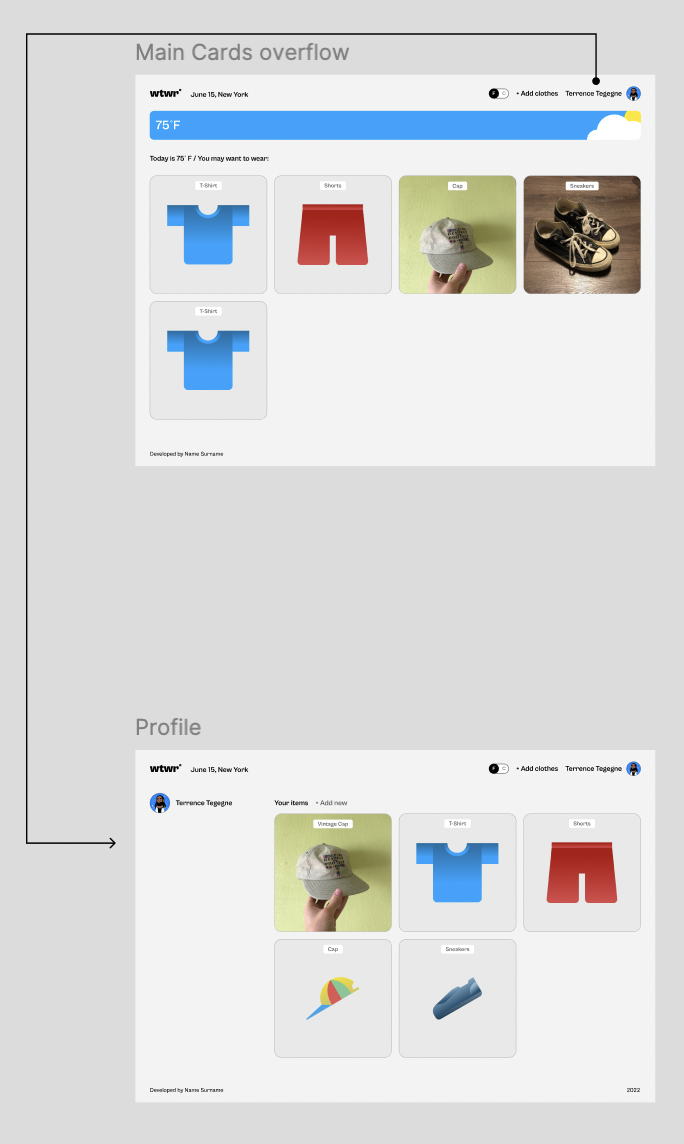 Main Cards overflow
wtwr° June 15, New York F C + Add clothes Terrence Tegegne
75°F
Today is 75° F / You may want to wear:
T-Shirt Shorts Cap Sneakers
T-Shirt
Developed by Name Surname
Profile
wtwr° June 15, New York F C + Add clothes Terrence Tegegne
Terrence Tegegne Your items + Add new
Vintage Cap T-Shirt Shorts
Cap Sneakers
Developed by Name Surname 2022